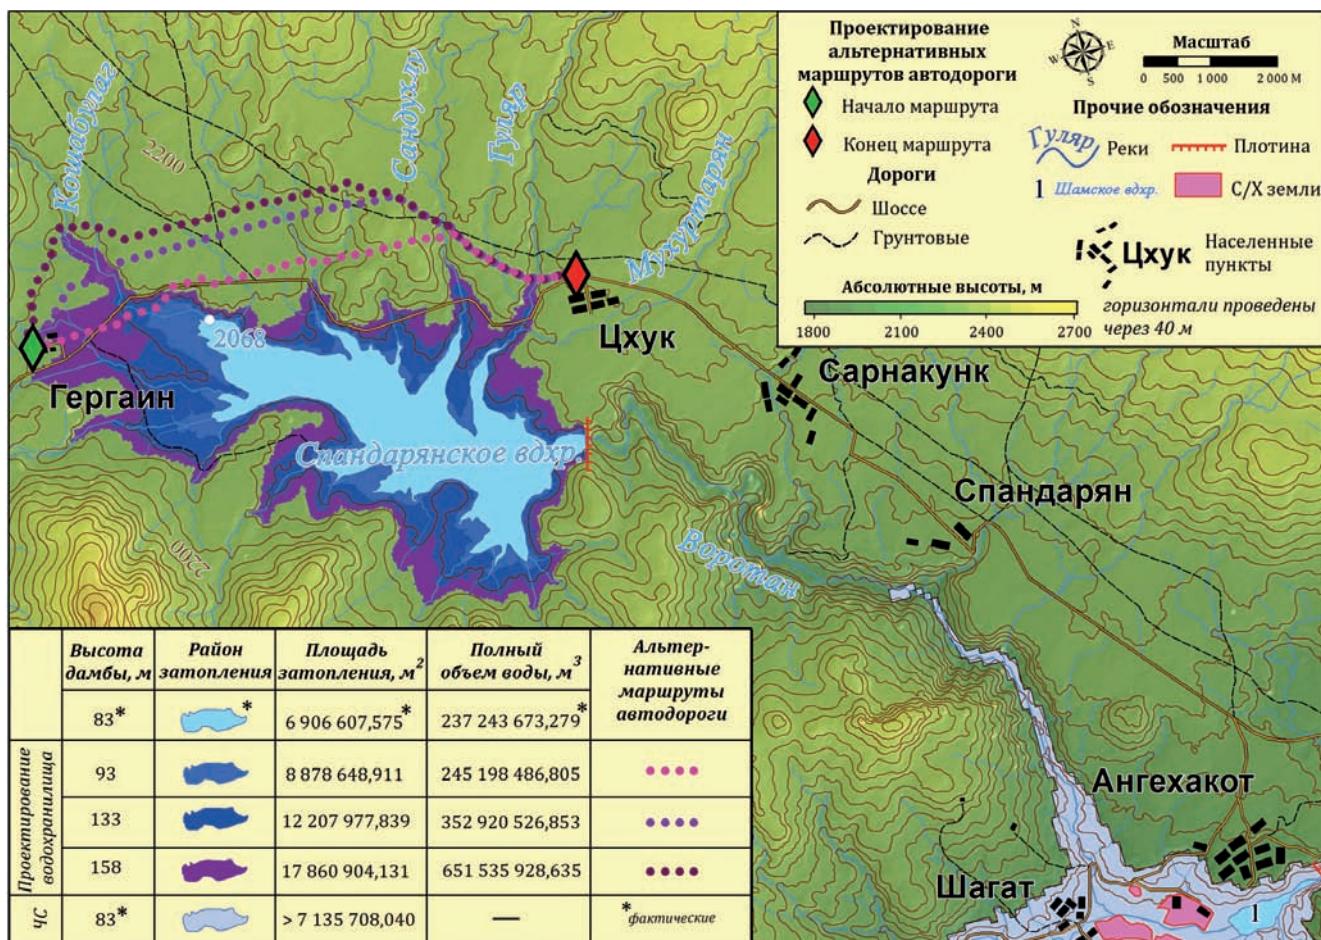 Проектирование
альтернативных
маршрутов автодороги
Начало маршрута
Конец маршрута
Дороги
Шоссе
Грунтовые
N
W
E
S
Масштаб
0 500 1 000 2 000 М
Прочие обозначения
Гуляр
Реки
Плотина
1 Шамское вдхр.
С/Х земли
Цхук
Населенные
пункты
Абсолютные высоты, м
1800 2100 2400 2700
горизонтали проведены
через 40 м
Кошабулаг
Сандухлу
Гуляр
Мухуртарян
2200
2068
Гергаин
Цхук
Сарнакунк
Спандарянское вдхр.
Спандарян
Воротан
2200
Ангехакот
Шагат
1
Высота
дамбы, м
Район
затопления
Площадь
затопления, м2
Полный
объем воды, м3
Альтер-
нативные
маршруты
автодороги
83* * 6 906 607,575* 237 243 673,279*
Проектирование
водохранилища
93 8 878 648,911 245 198 486,805
133 12 207 977,839 352 920 526,853
158 17 860 904,131 651 535 928,635
ЧС
83* > 7 135 708,040 — *фактические